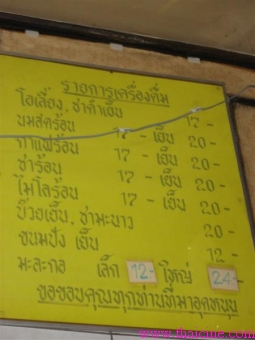 รายการเครื่องดื่ม
โอเลี้ยง, ชาดำเย็น 17-
นมสดร้อน 17- เย็น 20-
กาแฟร้อน 17- เย็น 20-
ชาร้อน 17- เย็น 20-
ไมโลร้อน 17- เย็น 20-
บ๊วยเย็น, ชามะนาว 20-
ขนมปัง เย็น 12-
มะละกอ เล็ก 12- ใหญ่ 24-
ขอขอบคุณทุกท่านที่มาอุดหนุน